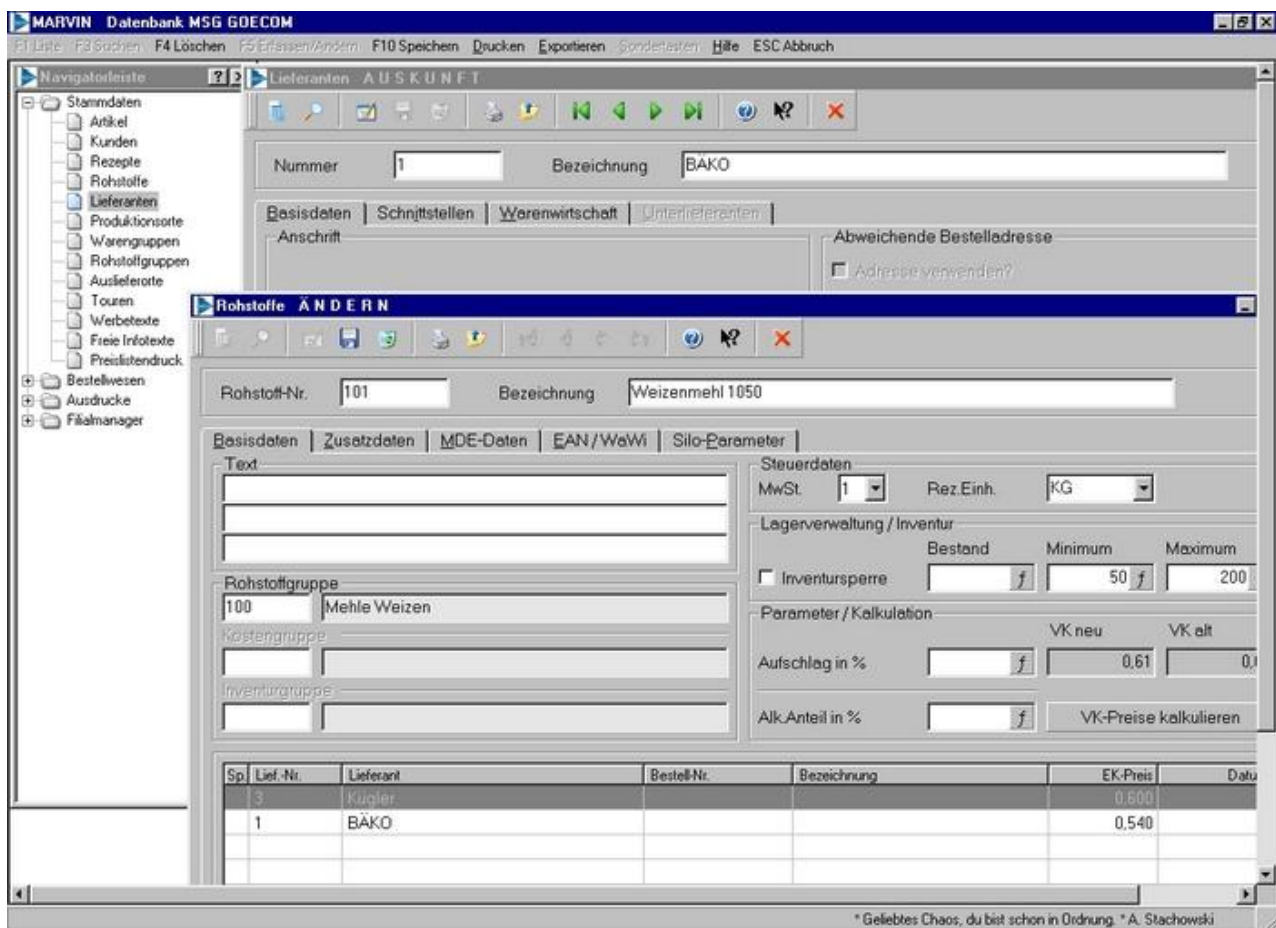 MARVIN Datenbank MSG GOECOM
F1 Liste F3 Suchen F4 Löschen F5 Erfassen/Ändern F10 Speichern Drucken Exportieren Sondertasten Hilfe ESC Abbruch
Navigatorleiste
Stammdaten
Artikel
Kunden
Rezepte
Rohstoffe
Lieferanten
Produktionsorte
Warengruppen
Rohstoffgruppen
Auslieferorte
Touren
Werbetexte
Freie Infotexte
Preislistendruck
Bestellwesen
Ausdrucke
Filialmanager
Lieferanten AUSKUNFT
Nummer 1 Bezeichnung BÄKO
Basisdaten Schnittstellen Warenwirtschaft Unterlieferanten
Anschrift Abweichende Bestelladresse
Adresse verwenden?
Rohstoffe ÄNDERN
Rohstoff-Nr. 101 Bezeichnung Weizenmehl 1050
Basisdaten Zusatzdaten MDE-Daten EAN/WaWi Silo-Parameter
Text
Steuerdaten
MwSt. 1 Rez.Einh. KG
Lagerverwaltung / Inventur
Bestand Minimum Maximum
Inventursperre 50 200
Rohstoffgruppe
100 Mehle Weizen
Kostengruppe
Inventurgruppe
Parameter / Kalkulation
VK neu VK alt
Aufschlag in % 0,61
Alk.Anteil in % VK-Preise kalkulieren
Sp. Lief.-Nr. Lieferant Bestell-Nr. Bezeichnung EK-Preis Datu
3 Kügler 0,600
1 BÄKO 0,540
* Geliebtes Chaos, du bist schon in Ordnung. * A. Stachowski